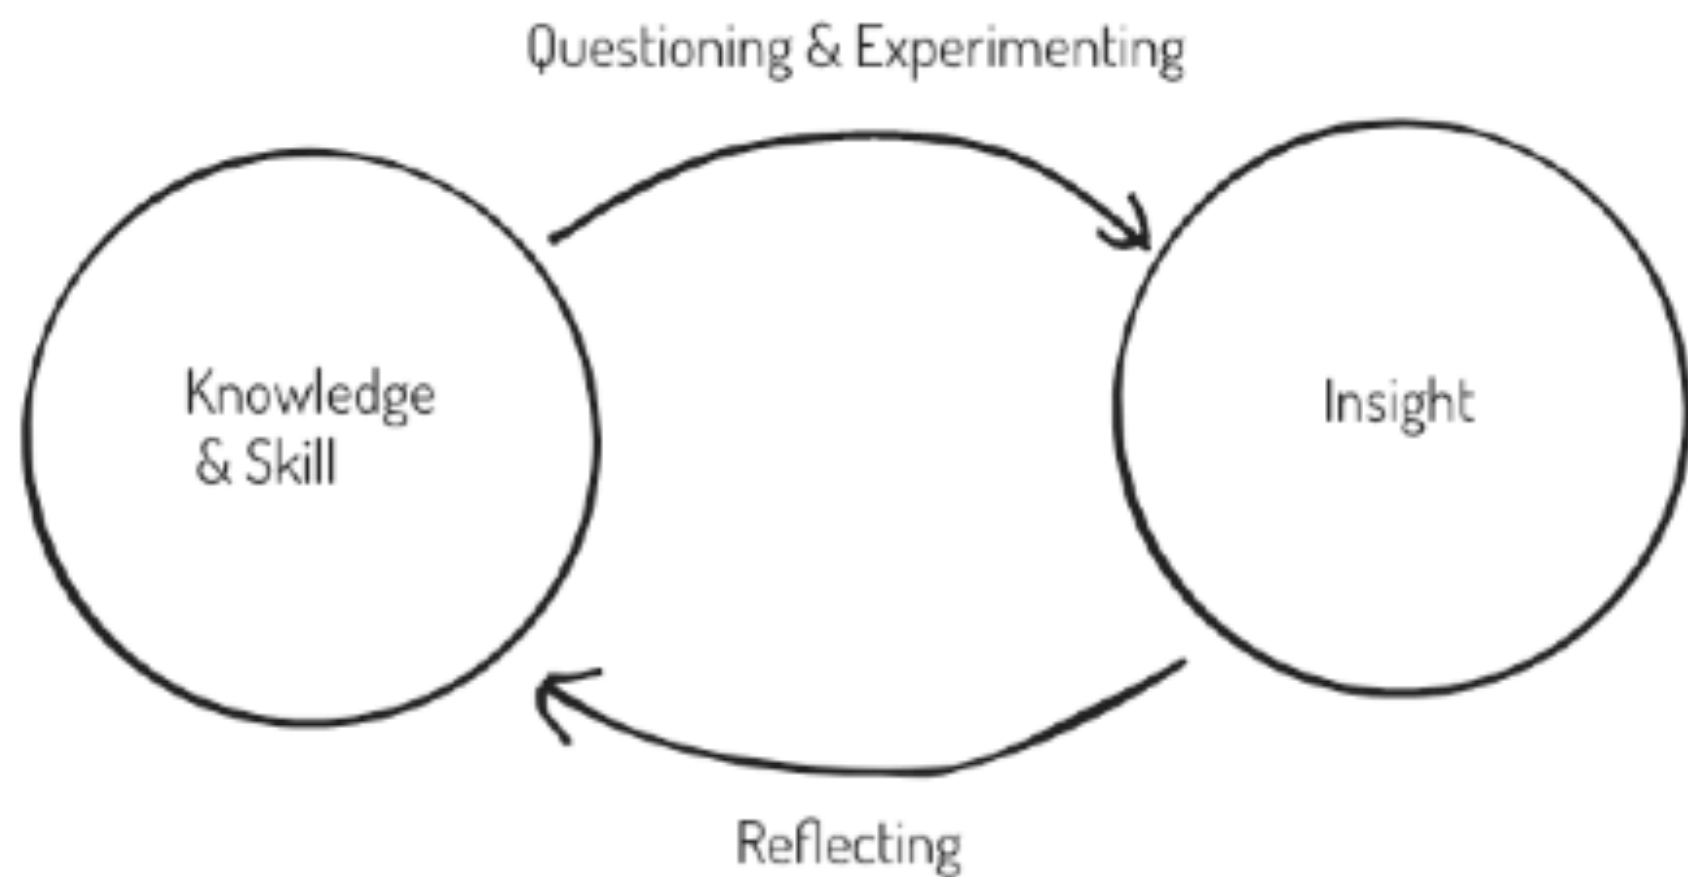 Questioning & Experimenting
Knowledge
& Skill
Insight
Reflecting